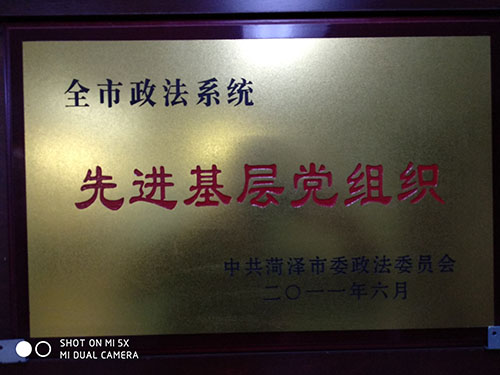 全市政法系统
先进基层党组织
中共菏泽市委政法委员会
二〇一一年六月
SHOT ON MI 5X
MI DUAL CAMERA